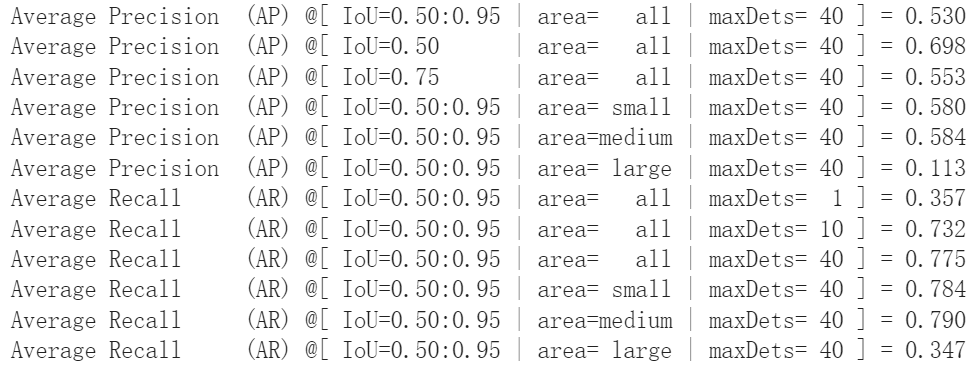 Average Precision  (AP) @[ IoU=0.50:0.95 | area=   all | maxDets= 40 ] = 0.530
Average Precision  (AP) @[ IoU=0.50      | area=   all | maxDets= 40 ] = 0.698
Average Precision  (AP) @[ IoU=0.75      | area=   all | maxDets= 40 ] = 0.553
Average Precision  (AP) @[ IoU=0.50:0.95 | area= small | maxDets= 40 ] = 0.580
Average Precision  (AP) @[ IoU=0.50:0.95 | area=medium | maxDets= 40 ] = 0.584
Average Precision  (AP) @[ IoU=0.50:0.95 | area= large | maxDets= 40 ] = 0.113
Average Recall     (AR) @[ IoU=0.50:0.95 | area=   all | maxDets=  1 ] = 0.357
Average Recall     (AR) @[ IoU=0.50:0.95 | area=   all | maxDets= 10 ] = 0.732
Average Recall     (AR) @[ IoU=0.50:0.95 | area=   all | maxDets= 40 ] = 0.775
Average Recall     (AR) @[ IoU=0.50:0.95 | area= small | maxDets= 40 ] = 0.784
Average Recall     (AR) @[ IoU=0.50:0.95 | area=medium | maxDets= 40 ] = 0.790
Average Recall     (AR) @[ IoU=0.50:0.95 | area= large | maxDets= 40 ] = 0.347